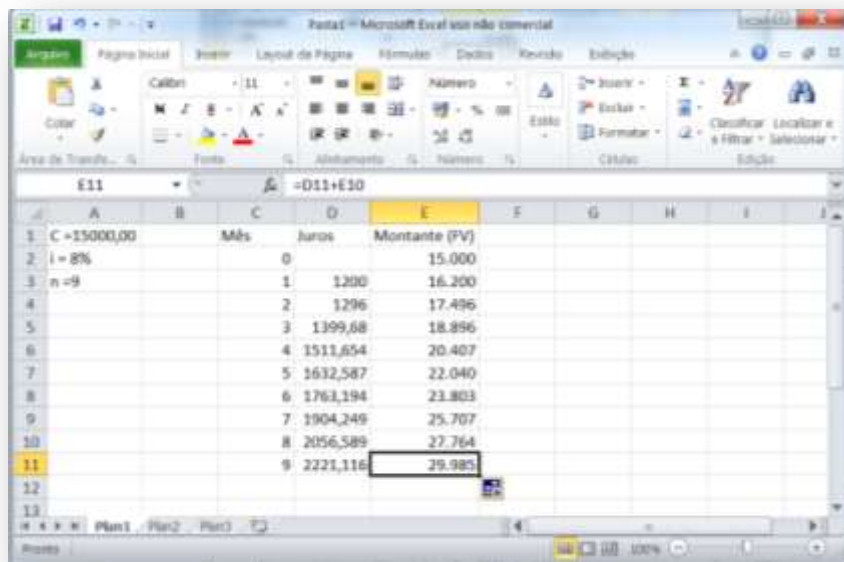 Pasta1 - Microsoft Excel uso não comercial
Arquivo Página Inicial Inserir Layout da Página Fórmulas Dados Revisão Exibição
Calibri 11 Número Inserir
Colar N I S A A % 000 Estilo Excluir
Formatar Classificar e Filtrar Localizar e Selecionar
Área de Transfe... Fonte Alinhamento Número Células Edição
E11 fx =D11+E10
A B C D E F G H I J
1 C =15000,00 Mês Juros Montante (FV)
2 i = 8% 0 15.000
3 n =9 1 1200 16.200
4 2 1296 17.496
5 3 1399,68 18.896
6 4 1511,654 20.407
7 5 1632,587 22.040
8 6 1763,194 23.803
9 7 1904,249 25.707
10 8 2056,589 27.764
11 9 2221,116 29.985
12
13
Plan1 Plan2 Plan3
Pronto 100%